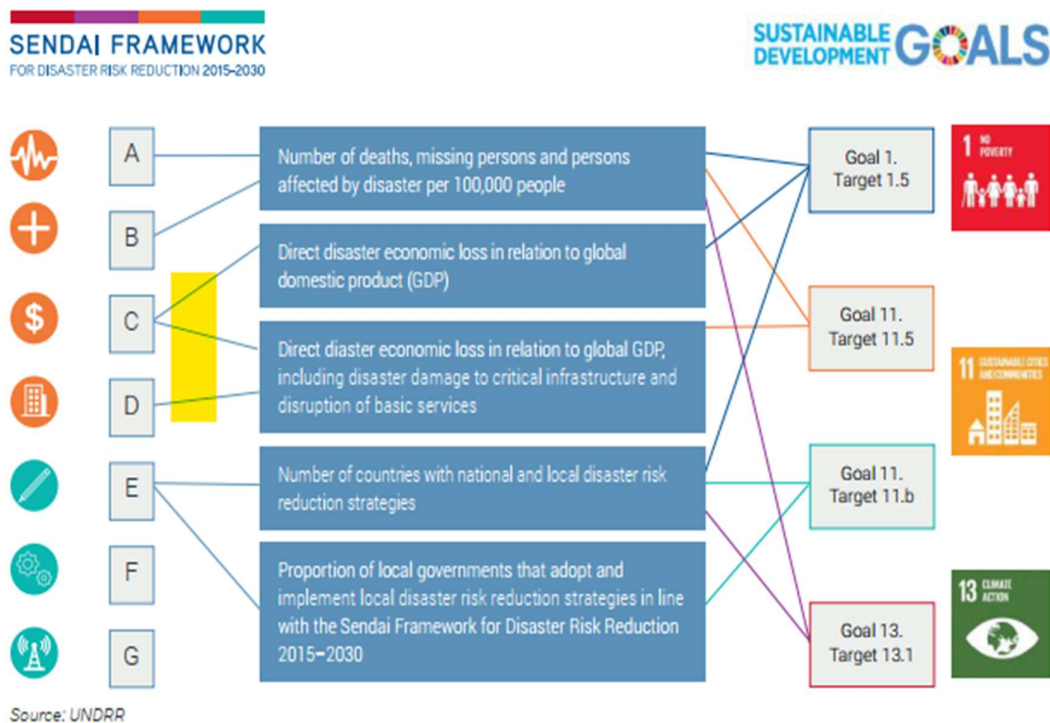 SENDAI FRAMEWORK
FOR DISASTER RISK REDUCTION 2015–2030
SUSTAINABLE
DEVELOPMENT
GOALS
A
B
C
D
E
F
G
Number of deaths, missing persons and persons
affected by disaster per 100,000 people
Direct disaster economic loss in relation to global
domestic product (GDP)
Direct diaster economic loss in relation to global GDP,
including disaster damage to critical infrastructure and
disruption of basic services
Number of countries with national and local disaster risk
reduction strategies
Proportion of local governments that adopt and
implement local disaster risk reduction strategies in line
with the Sendai Framework for Disaster Risk Reduction
2015–2030
Goal 1.
Target 1.5
Goal 11.
Target 11.5
Goal 11.
Target 11.b
Goal 13.
Target 13.1
1 NO
POVERTY
11 SUSTAINABLE CITIES
AND COMMUNITIES
13 CLIMATE
ACTION
$
Source: UNDRR